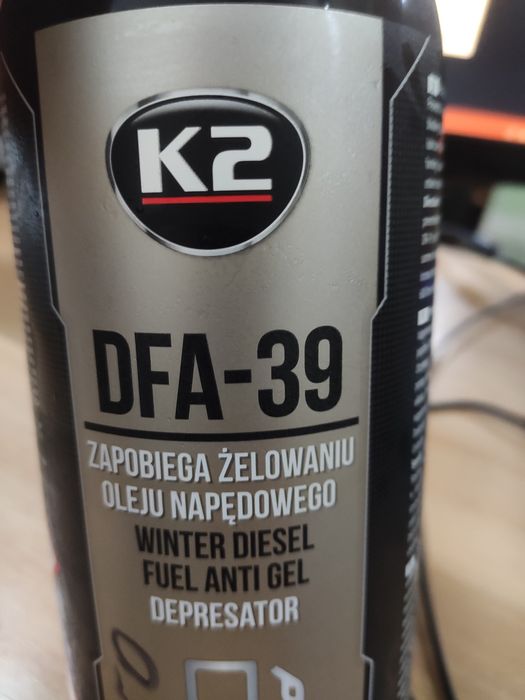 K2
DFA-39
ZAPOBIEGA ŻELOWANIU
OLEJU NAPĘDOWEGO
WINTER DIESEL
FUEL ANTI GEL
DEPRESATOR